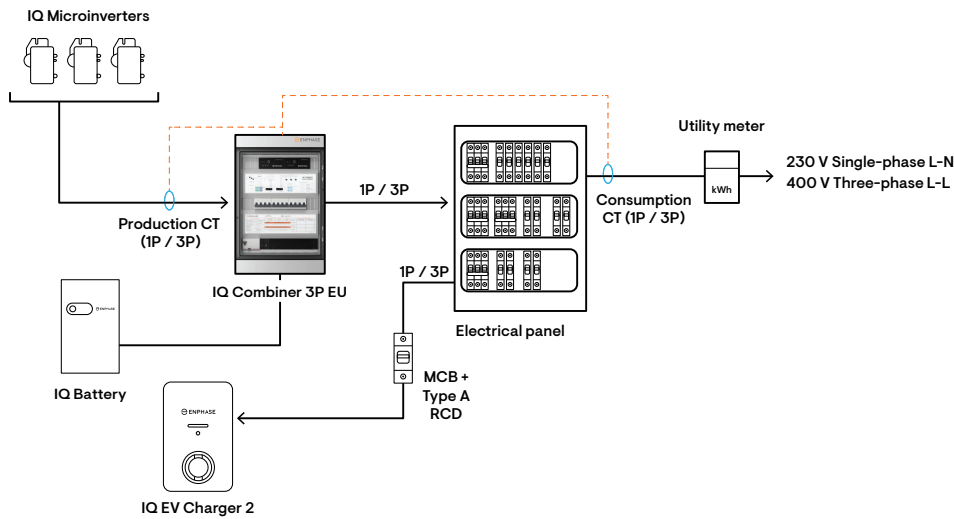 IQ Microinverters
ENPHASE
Utility meter
230 V Single-phase L-N
400 V Three-phase L-L
kWh
1P / 3P
Production CT
(1P / 3P)
Consumption
CT (1P / 3P)
1P / 3P
IQ Combiner 3P EU
ENPHASE
Electrical panel
IQ Battery
MCB +
Type A
RCD
ENPHASE
IQ EV Charger 2